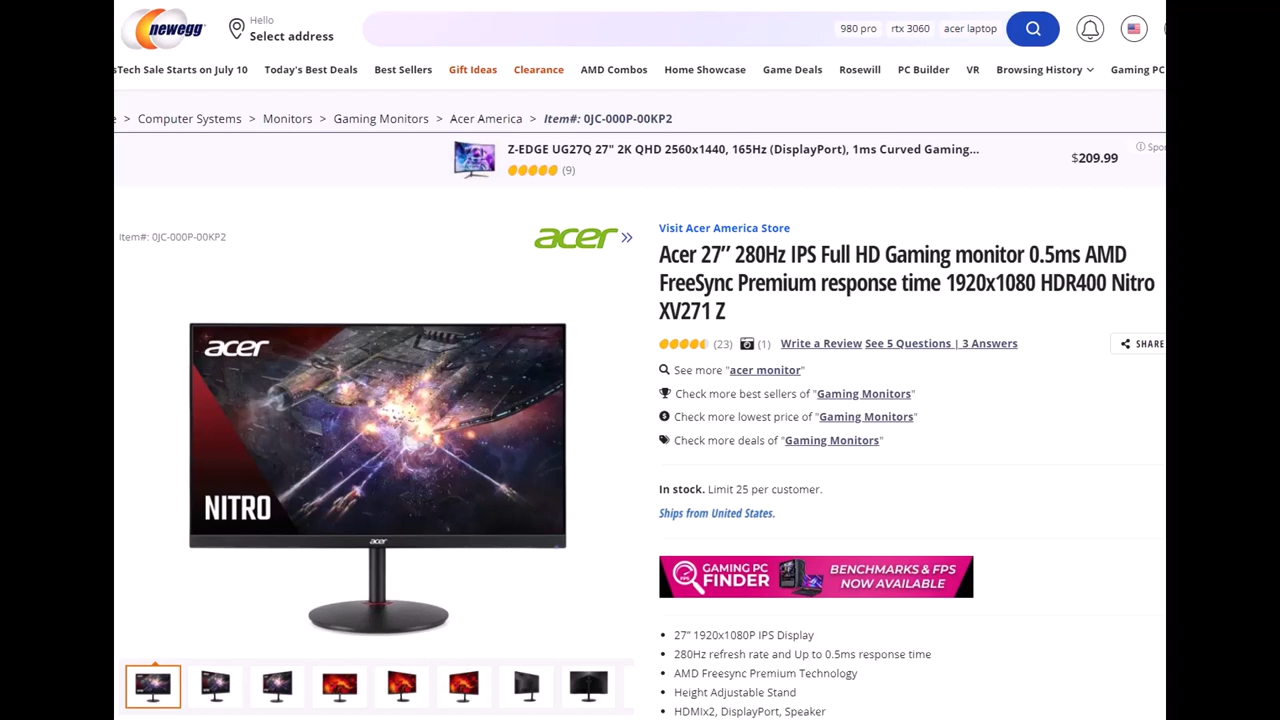 newegg
Hello
Select address
980 pro
rtx 3060
acer laptop
sTech Sale Starts on July 10
Today's Best Deals
Best Sellers
Gift Ideas
Clearance
AMD Combos
Home Showcase
Game Deals
Rosewill
PC Builder
VR
Browsing History
Gaming PC
e > Computer Systems > Monitors > Gaming Monitors > Acer America > Item#: 0JC-000P-00KP2
Z-EDGE UG27Q 27" 2K QHD 2560x1440, 165Hz (DisplayPort), 1ms Curved Gaming...
(9)
$209.99
Spo
Item#: 0JC-000P-00KP2
acer
Visit Acer America Store
Acer 27” 280Hz IPS Full HD Gaming monitor 0.5ms AMD
FreeSync Premium response time 1920x1080 HDR400 Nitro
XV271 Z
(23) (1) Write a Review See 5 Questions | 3 Answers
SHARE
See more "acer monitor"
Check more best sellers of "Gaming Monitors"
Check more lowest price of "Gaming Monitors"
Check more deals of "Gaming Monitors"
In stock. Limit 25 per customer.
Ships from United States.
acer
NITRO
acer
GAMING PC
FINDER
BENCHMARKS & FPS
NOW AVAILABLE
• 27” 1920x1080P IPS Display
• 280Hz refresh rate and Up to 0.5ms response time
• AMD Freesync Premium Technology
• Height Adjustable Stand
• HDMIx2, DisplayPort, Speaker